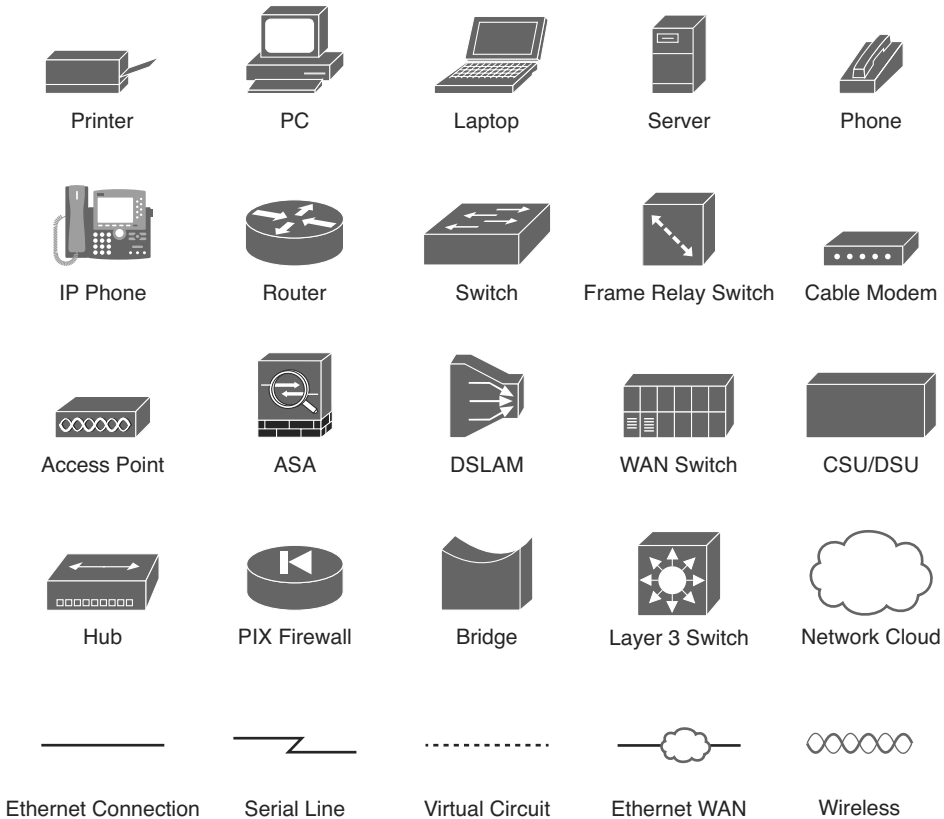 Printer
PC
Laptop
Server
Phone
IP Phone
Router
Switch
Frame Relay Switch
Cable Modem
Access Point
ASA
DSLAM
WAN Switch
CSU/DSU
Hub
PIX Firewall
Bridge
Layer 3 Switch
Network Cloud
Ethernet Connection
Serial Line
Virtual Circuit
Ethernet WAN
Wireless